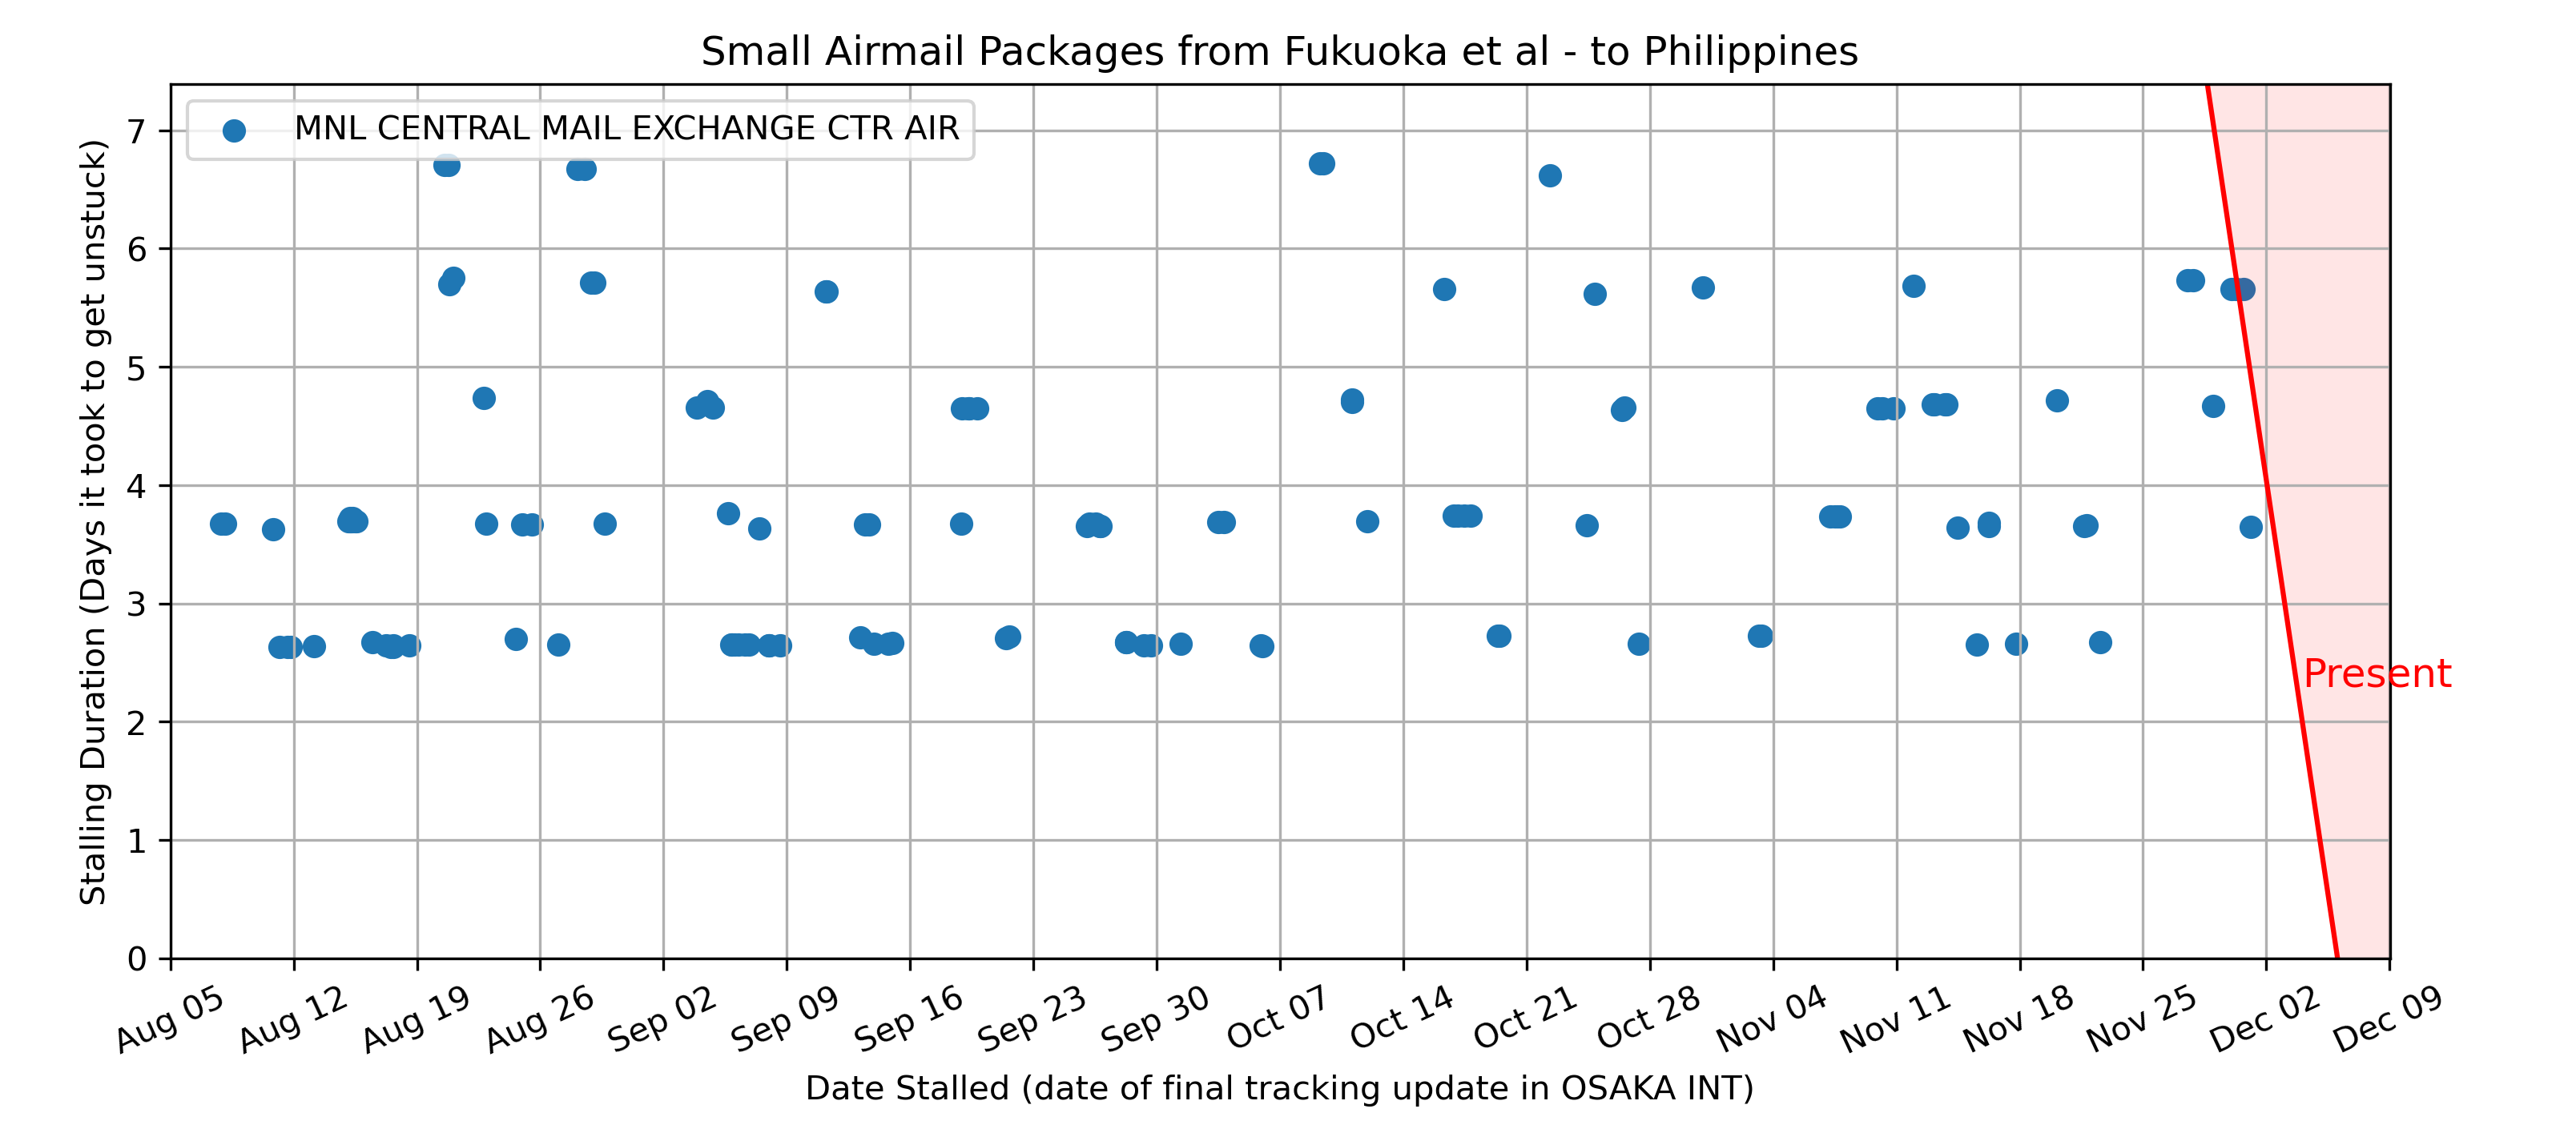 Small Airmail Packages from Fukuoka et al - to Philippines
MNL CENTRAL MAIL EXCHANGE CTR AIR
Stalling Duration (Days it took to get unstuck)
7
6
5
4
3
2
1
0
Present
Aug 05
Aug 12
Aug 19
Aug 26
Sep 02
Sep 09
Sep 16
Sep 23
Sep 30
Oct 07
Oct 14
Oct 21
Oct 28
Nov 04
Nov 11
Nov 18
Nov 25
Dec 02
Dec 09
Date Stalled (date of final tracking update in OSAKA INT)